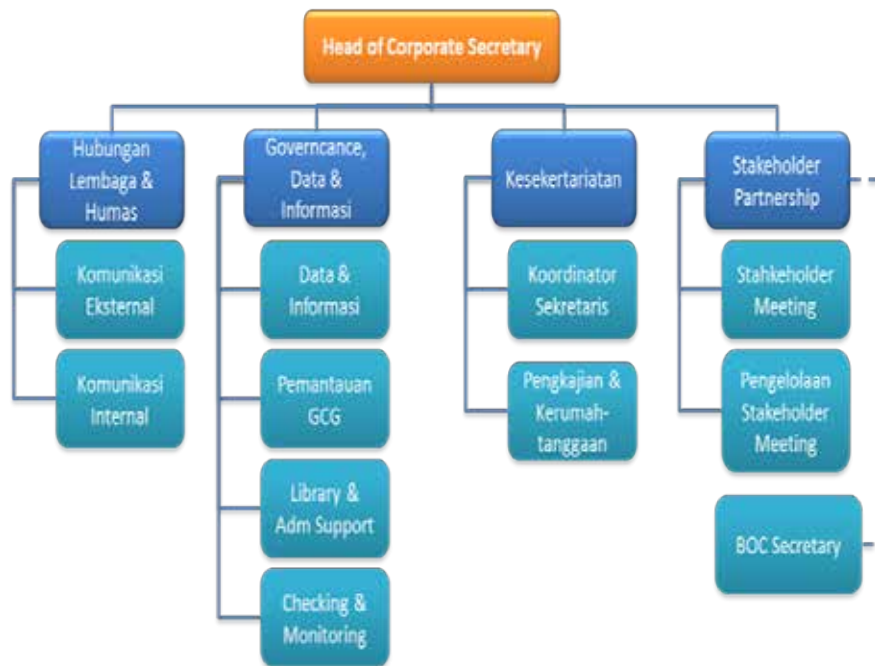 Head of Corporate Secretary
Hubungan
Lembaga &
Humas
Governcance,
Data &
Informasi
Kesekertariatan
Stakeholder
Partnership
Komunikasi
Eksternal
Data &
Informasi
Koordinator
Sekretaris
Stahkeholder
Meeting
Komunikasi
Internal
Pemantauan
GCG
Pengkajian &
Kerumah-
tanggaan
Pengelolaan
Stakeholder
Meeting
Library &
Adm Support
BOC Secretary
Checking &
Monitoring